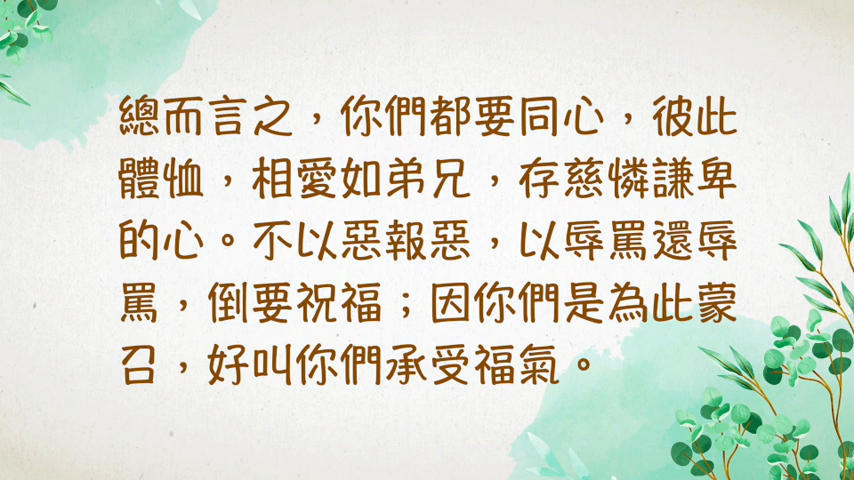 總而言之，你們都要同心，彼此
體恤，相愛如弟兄，存慈憐謙卑
的心。不以惡報惡，以辱罵還辱
罵，倒要祝福；因你們是為此蒙
召，好叫你們承受福氣。